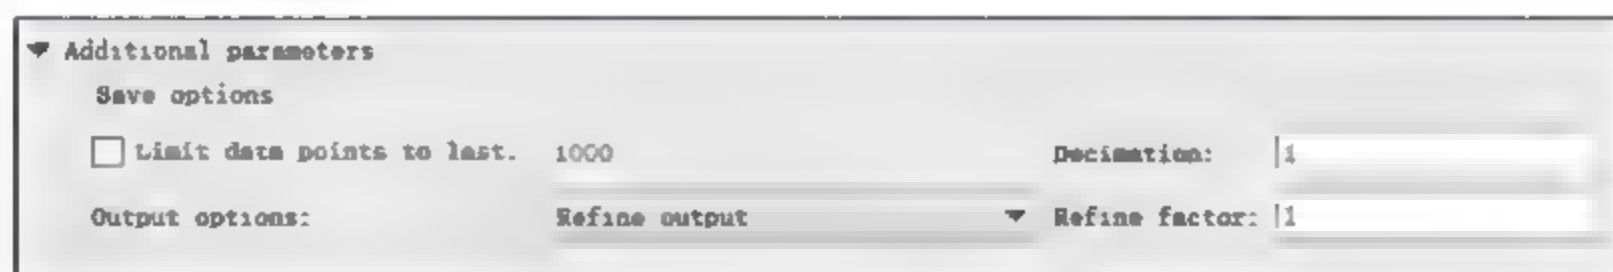 Additional parameters
Save options
Limit data points to last: 1000 Decimation: 1
Output options: Refine output Refine factor: 1